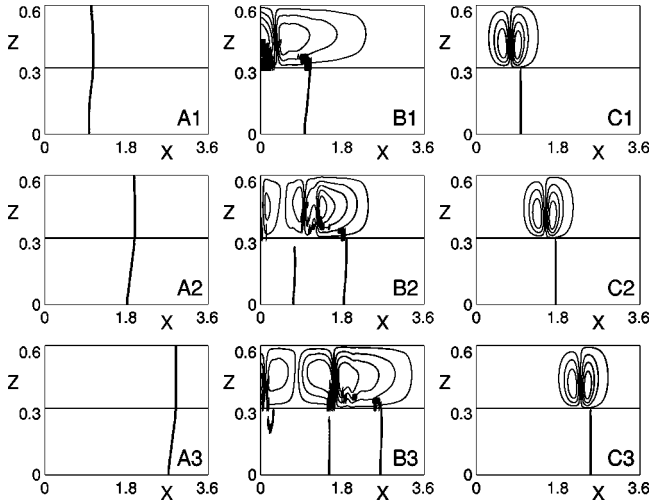 0.6 Z 0.3 0 A1 1.8 X 3.6
0.6 Z 0.3 0 B1 0 1.8 X 3.6
0.6 Z 0.3 0 C1 0 1.8 X 3.6
0.6 Z 0.3 0 A2 1.8 X 3.6
0.6 Z 0.3 0 B2 0 1.8 X 3.6
0.6 Z 0.3 0 C2 0 1.8 X 3.6
0.6 Z 0.3 0 A3 0 1.8 X 3.6
0.6 Z 0.3 0 B3 0 1.8 X 3.6
0.6 Z 0.3 0 C3 0 1.8 X 3.6